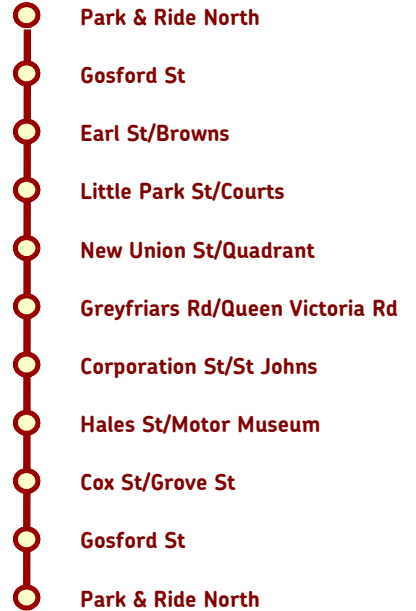 Park & Ride North
Gosford St
Earl St/Browns
Little Park St/Courts
New Union St/Quadrant
Greyfriars Rd/Queen Victoria Rd
Corporation St/St Johns
Hales St/Motor Museum
Cox St/Grove St
Gosford St
Park & Ride North